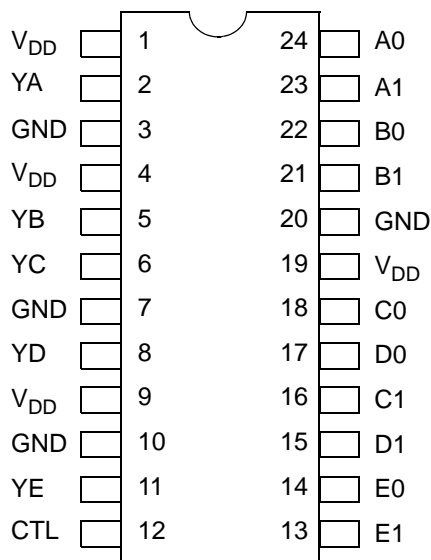 VDD 1 24 A0
YA 2 23 A1
GND 3 22 B0
VDD 4 21 B1
YB 5 20 GND
YC 6 19 VDD
GND 7 18 C0
YD 8 17 D0
VDD 9 16 C1
GND 10 15 D1
YE 11 14 E0
CTL 12 13 E1